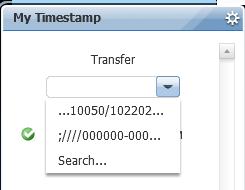 My Timestamp
Transfer
...10050/102202...
;////000000-000...
M
Search...